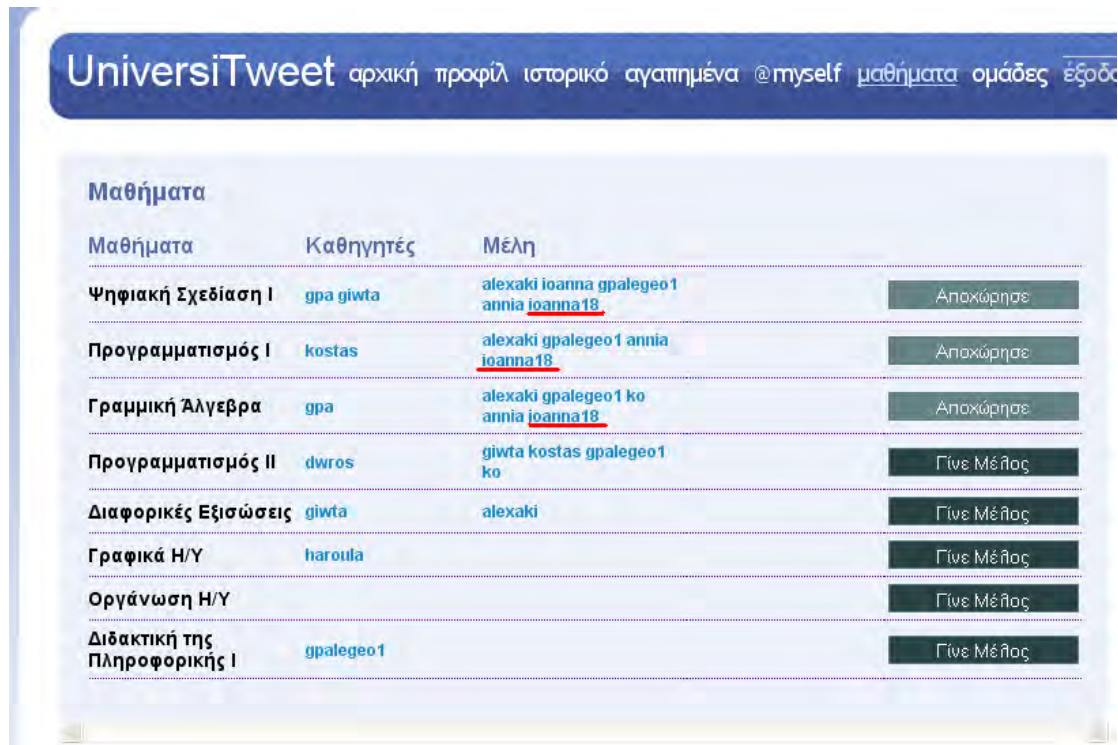 UniversiTweet αρχική προφίλ ιστορικό αγαπημένα @myself μαθήματα ομάδες
Μαθήματα
Μαθήματα Καθηγητές Μέλη
Ψηφιακή Σχεδίαση Ι gpa giwta alexaki ioanna gpalegeo1
annia ioanna18 Αποχώρησε
Προγραμματισμός Ι kostas alexaki gpalegeo1 annia
ioanna18 Αποχώρησε
Γραμμική Άλγεβρα gpa alexaki gpalegeo1 ko
annia ioanna18 Αποχώρησε
Προγραμματισμός ΙΙ dwros giwta kostas gpalegeo1
ko Γίνε Μέλος
Διαφορικές Εξισώσεις giwta alexaki Γίνε Μέλος
Γραφικά Η/Υ haroula Γίνε Μέλος
Οργάνωση Η/Υ Γίνε Μέλος
Διδακτική της
Πληροφορικής Ι gpalegeo1 Γίνε Μέλος